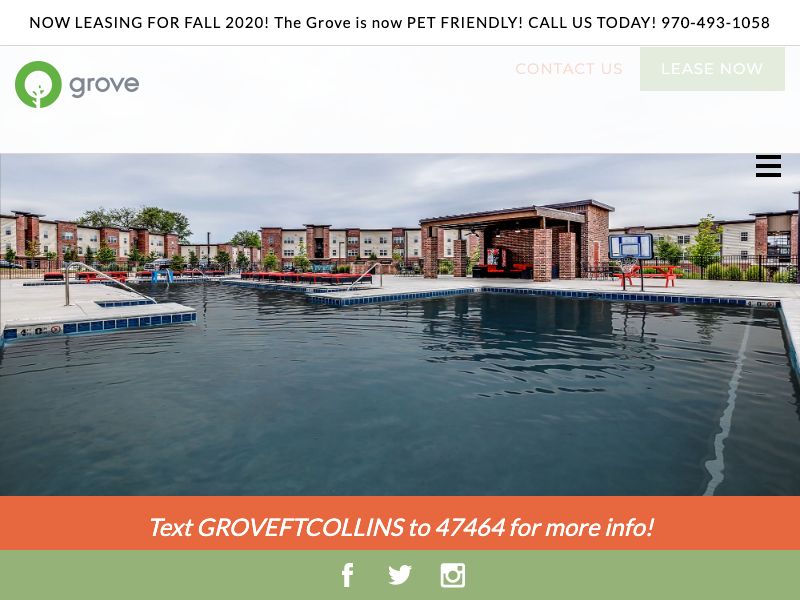 NOW LEASING FOR FALL 2020! The Grove is now PET FRIENDLY! CALL US TODAY! 970-493-1058
grove
CONTACT US
LEASE NOW
Text GROVEFTCOLLINS to 47464 for more info!